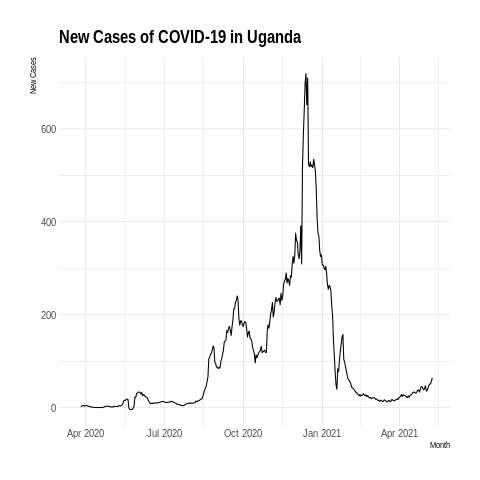 New Cases of COVID-19 in Uganda
New Cases
600
400
200
0
Apr 2020 Jul 2020 Oct 2020 Jan 2021 Apr 2021
Month